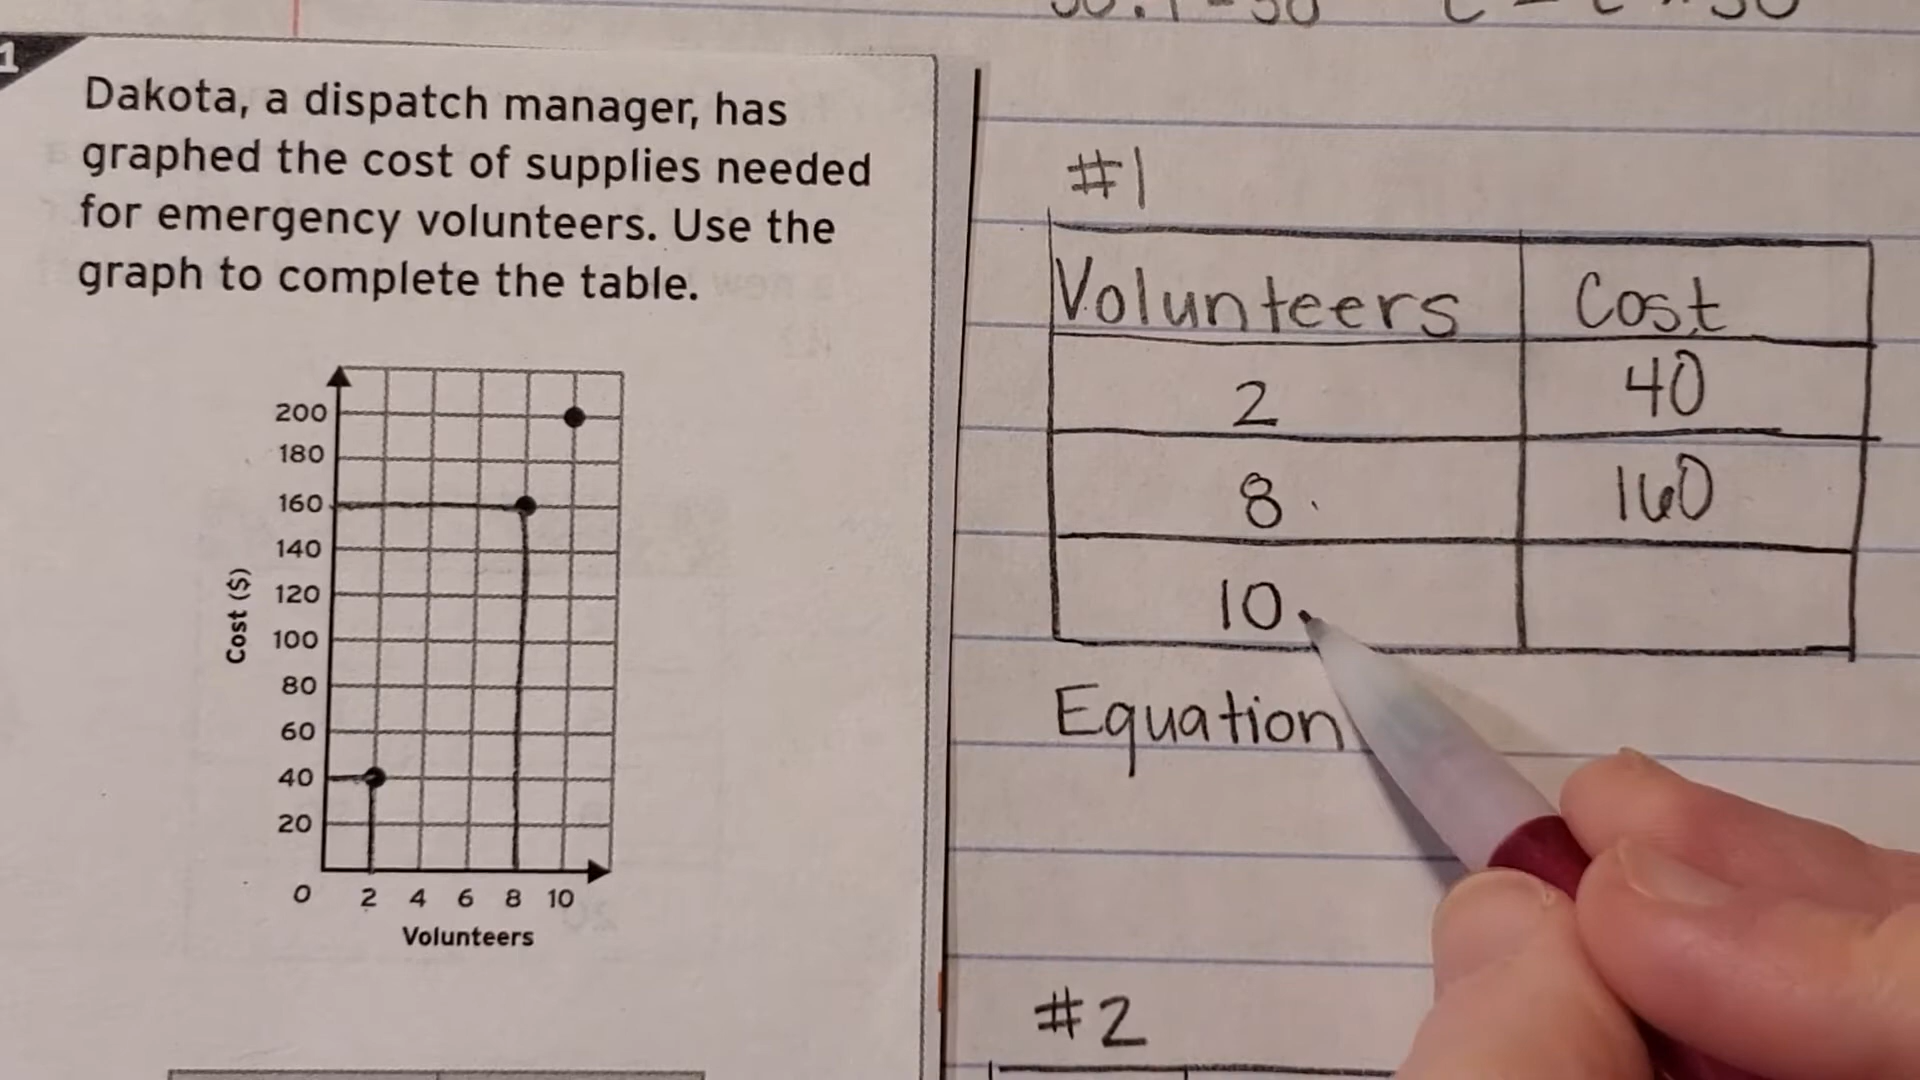 1
Dakota, a dispatch manager, has
graphed the cost of supplies needed
for emergency volunteers. Use the
graph to complete the table.
200
180
160
140
120
100
80
60
40
20
Cost ($)
0 2 4 6 8 10
Volunteers
#1
Volunteers Cost
2 40
8 160
10
Equation
#2